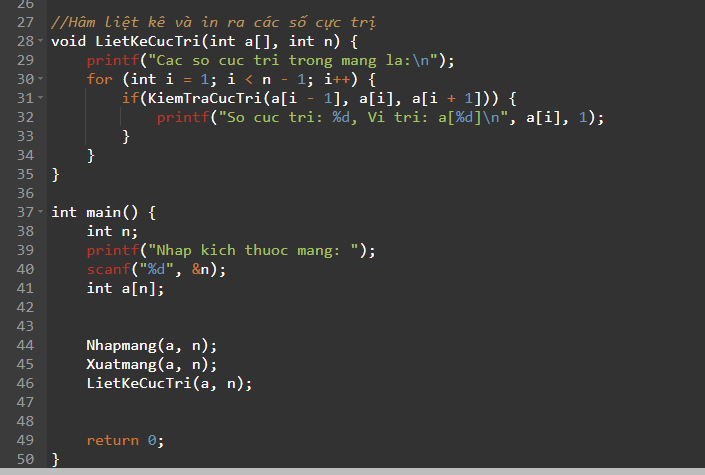 26
27 //Hãm liệt kê và in ra các số cực trị
28 void LietKeCucTri(int a[], int n) {
29 printf("Cac so cuc tri trong mang la:\n");
30 for (int i = 1; i < n - 1; i++) {
31 if(KiemTraCucTri(a[i - 1], a[i], a[i + 1])) {
32 printf("So cuc tri: %d, Vi tri: a[%d]\n", a[i], 1);
33 }
34 }
35 }
36
37 int main() {
38 int n;
39 printf("Nhap kich thuoc mang: ");
40 scanf("%d", &n);
41 int a[n];
42
43
44 Nhapmang(a, n);
45 Xuatmang(a, n);
46 LietKeCucTri(a, n);
47
48
49 return 0;
50 }